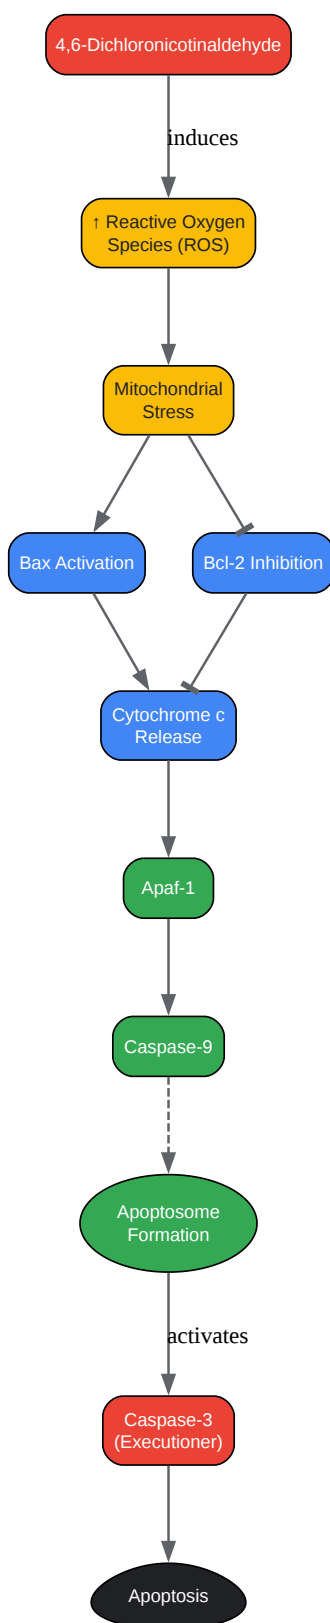 4,6-Dichloronicotinaldehyde
induces
↑ Reactive Oxygen
Species (ROS)
Mitochondrial
Stress
Bax Activation
Bcl-2 Inhibition
Cytochrome c
Release
Apaf-1
Caspase-9
Apoptosome
Formation
activates
Caspase-3
(Executioner)
Apoptosis